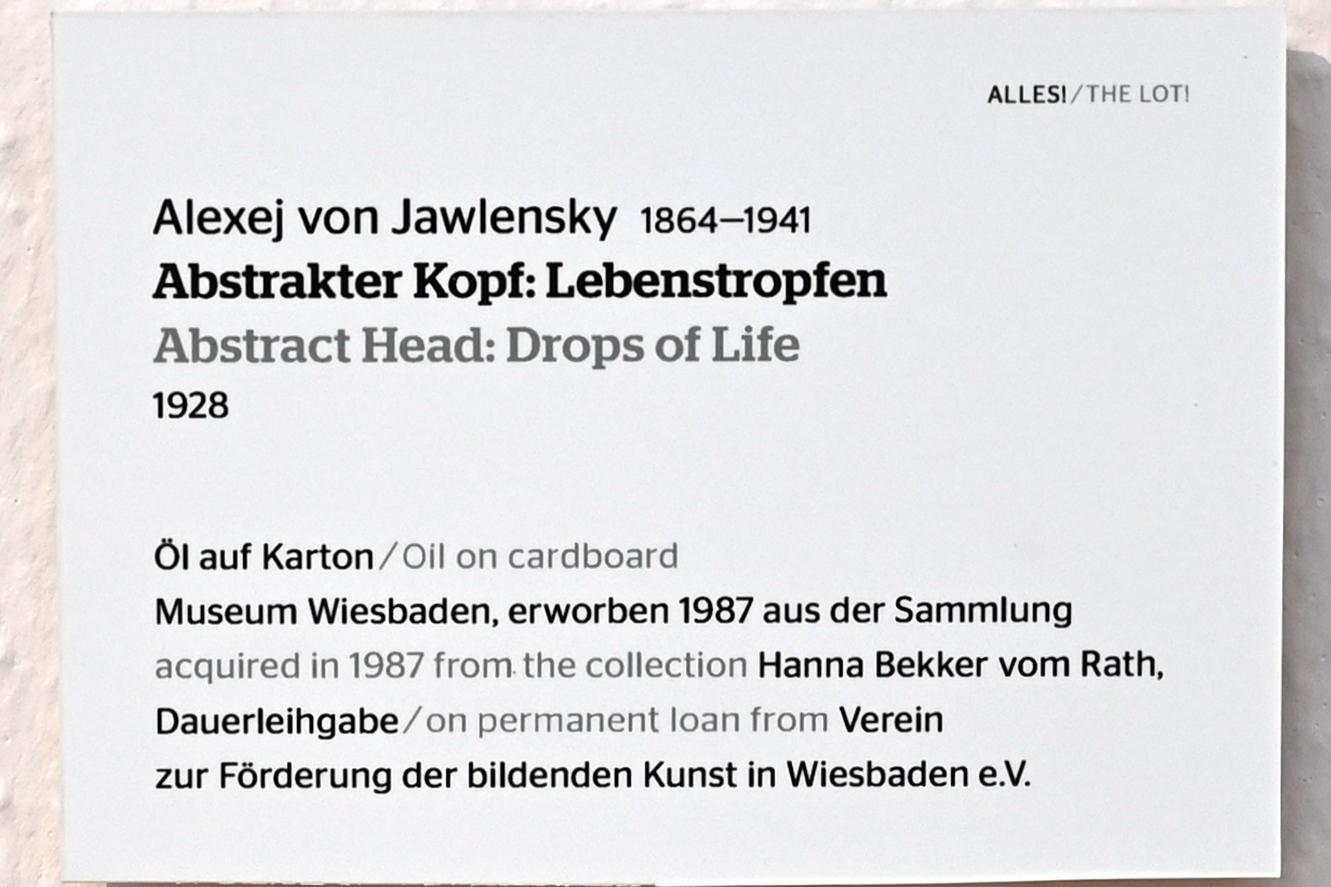 ALLES!/THE LOT!
Alexej von Jawlensky 1864–1941
Abstrakter Kopf: Lebenstropfen
Abstract Head: Drops of Life
1928
Öl auf Karton/Oil on cardboard
Museum Wiesbaden, erworben 1987 aus der Sammlung
acquired in 1987 from the collection Hanna Bekker vom Rath,
Dauerleihgabe/on permanent loan from Verein
zur Förderung der bildenden Kunst in Wiesbaden e.V.